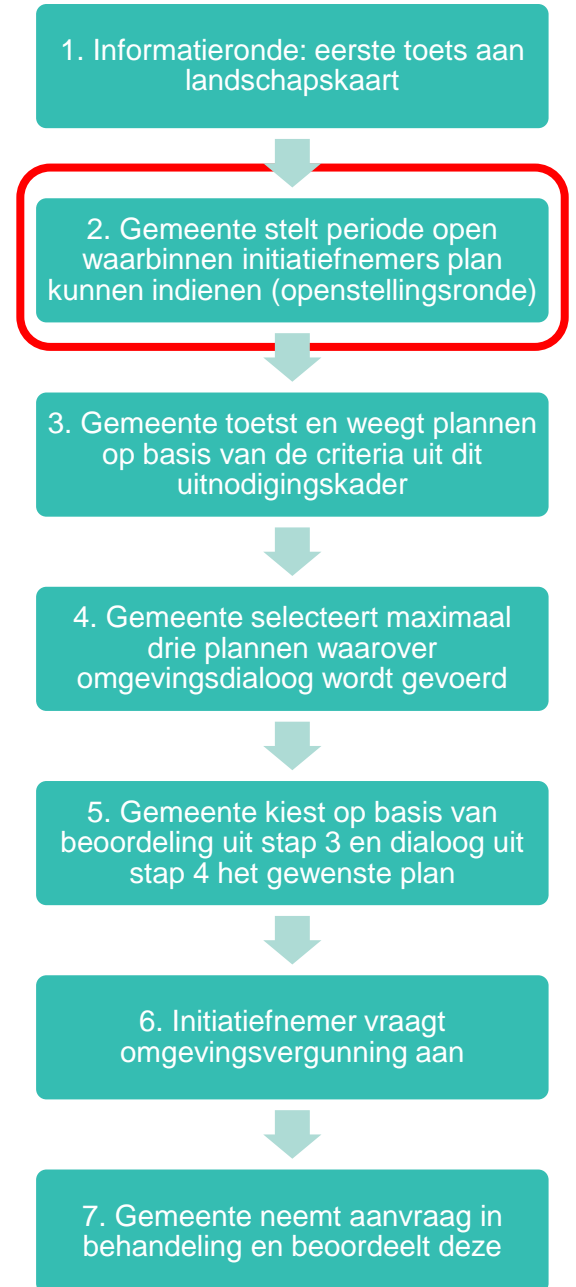 1. Informatieronde: eerste toets aan
landschapskaart
2. Gemeente stelt periode open
waarbinnen initiatiefnemers plan
kunnen indienen (openstellingsronde)
3. Gemeente toetst en weegt plannen
op basis van de criteria uit dit
uitnodigingskader
4. Gemeente selecteert maximaal
drie plannen waarover
omgevingsdialoog wordt gevoerd
5. Gemeente kiest op basis van
beoordeling uit stap 3 en dialoog uit
stap 4 het gewenste plan
6. Initiatiefnemer vraagt
omgevingsvergunning aan
7. Gemeente neemt aanvraag in
behandeling en beoordeelt deze